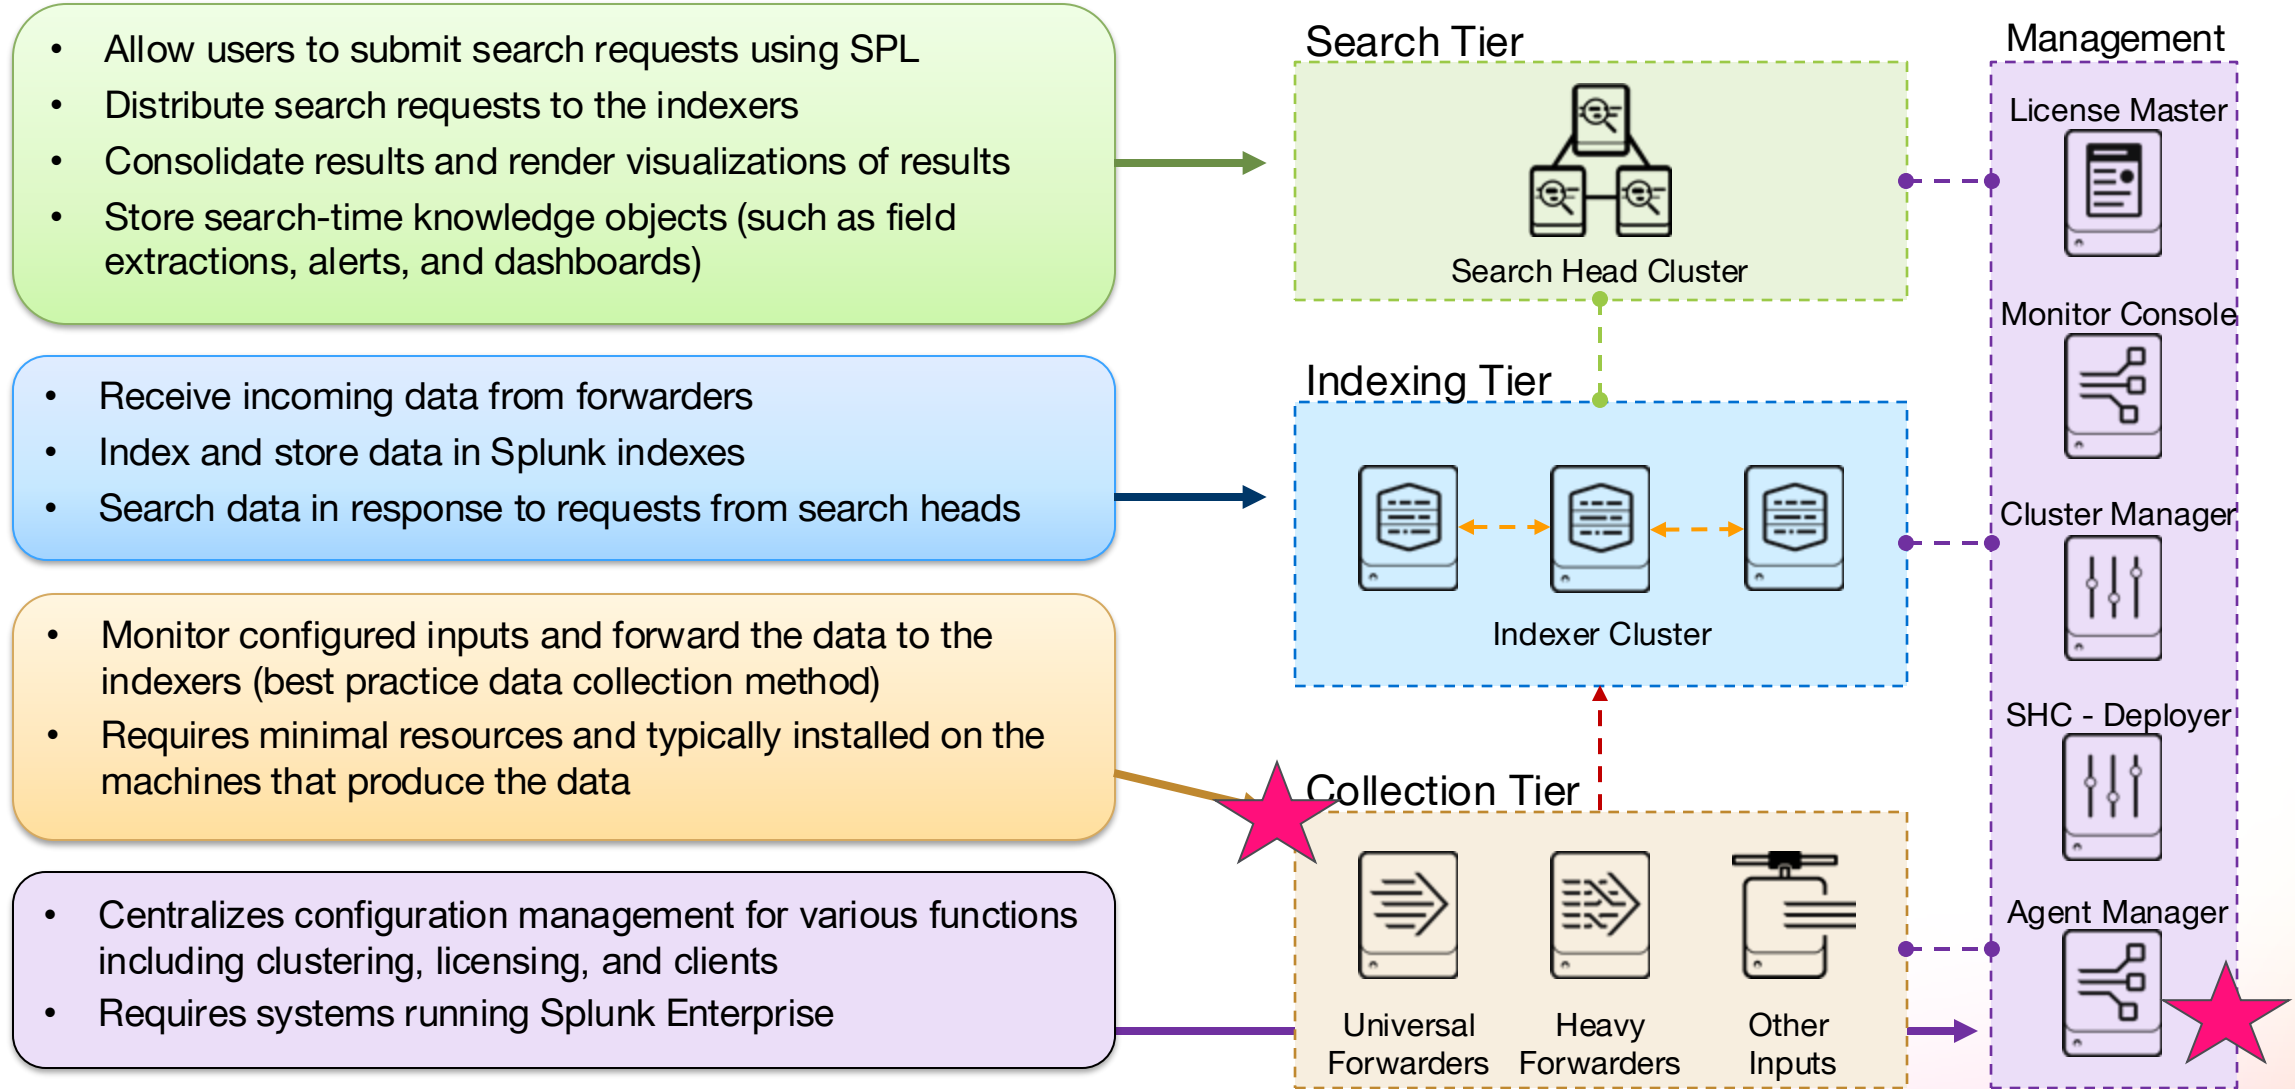 • Allow users to submit search requests using SPL
• Distribute search requests to the indexers
• Consolidate results and render visualizations of results
• Store search-time knowledge objects (such as field
extractions, alerts, and dashboards)
• Receive incoming data from forwarders
• Index and store data in Splunk indexes
• Search data in response to requests from search heads
• Monitor configured inputs and forward the data to the
indexers (best practice data collection method)
• Requires minimal resources and typically installed on the
machines that produce the data
• Centralizes configuration management for various functions
including clustering, licensing, and clients
• Requires systems running Splunk Enterprise
Search Tier
Search Head Cluster
Indexing Tier
Indexer Cluster
Collection Tier
Universal
Forwarders
Heavy
Forwarders
Other
Inputs
Management
License Master
Monitor Console
Cluster Manager
SHC - Deployer
Agent Manager